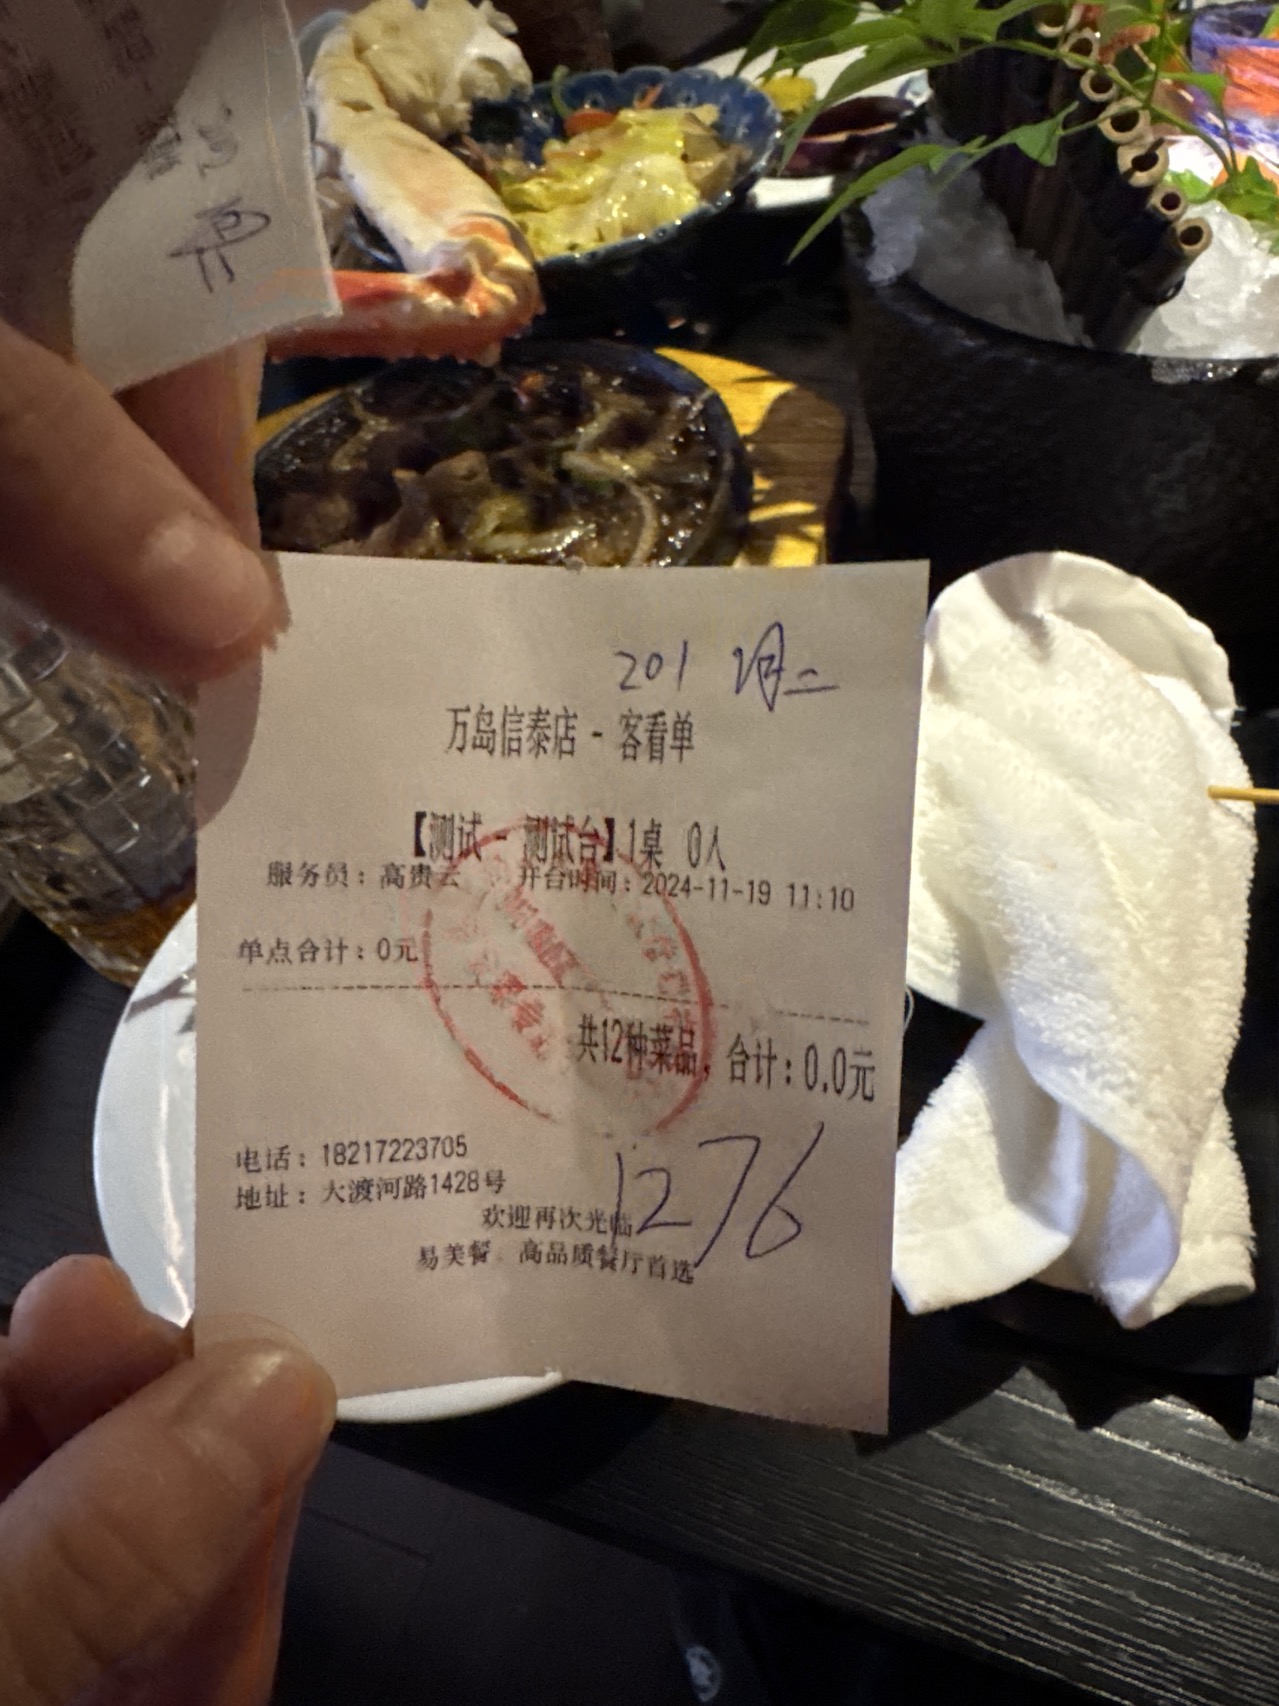 201 周二
万岛信泰店 - 客看单
【测试 - 测试台】1桌 0人
服务员：高贵云 开台时间：2024-11-19 11:10
单点合计：0元
共12种菜品，合计：0.0元
电话：18217223705
地址：大渡河路1428号
1276
欢迎再次光临
易美餐 高品质餐厅首选